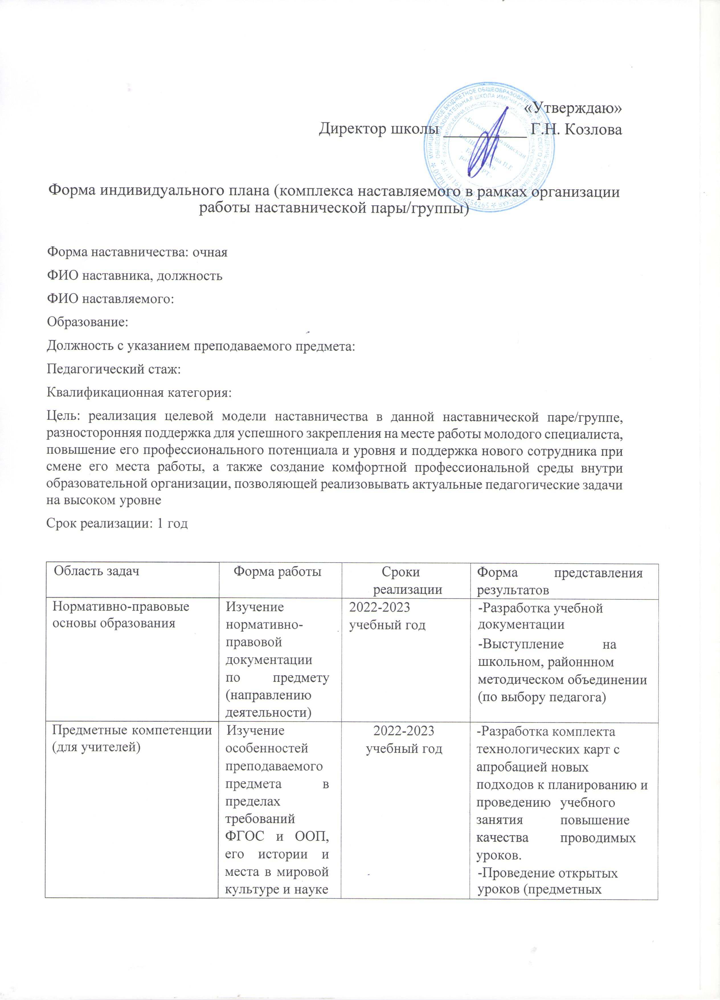 «Утверждаю»
Директор школы __________ Г.Н. Козлова
Форма индивидуального плана (комплекса наставляемого в рамках организации
работы наставнической пары/группы)
Форма наставничества: очная
ФИО наставника, должность
ФИО наставляемого:
Образование:
Должность с указанием преподаваемого предмета:
Педагогический стаж:
Квалификационная категория:
Цель: реализация целевой модели наставничества в данной наставнической паре/группе,
разносторонняя поддержка для успешного закрепления на месте работы молодого специалиста,
повышение его профессионального потенциала и уровня и поддержка нового сотрудника при
смене его места работы, а также создание комфортной профессиональной среды внутри
образовательной организации, позволяющей реализовывать актуальные педагогические задачи
на высоком уровне
Срок реализации: 1 год
Область задач
Форма работы
Сроки
реализации
Форма представления
результатов
Нормативно-правовые
основы образования
Изучение
нормативно-
правовой
документации
по предмету
(направлению
деятельности)
2022-2023
учебный год
-Разработка учебной
документации
-Выступление на
школьном, районнном
методическом объединении
(по выбору педагога)
Предметные компетенции
(для учителей)
Изучение
особенностей
преподаваемого
предмета в
пределах
требований
ФГОС и ООП,
его истории и
места в мировой
культуре и науке
2022-2023
учебный год
-Разработка комплекта
технологических карт с
апробацией новых
подходов к планированию и
проведению учебного
занятия повышение
качества проводимых
уроков.
-Проведение открытых
уроков (предметных